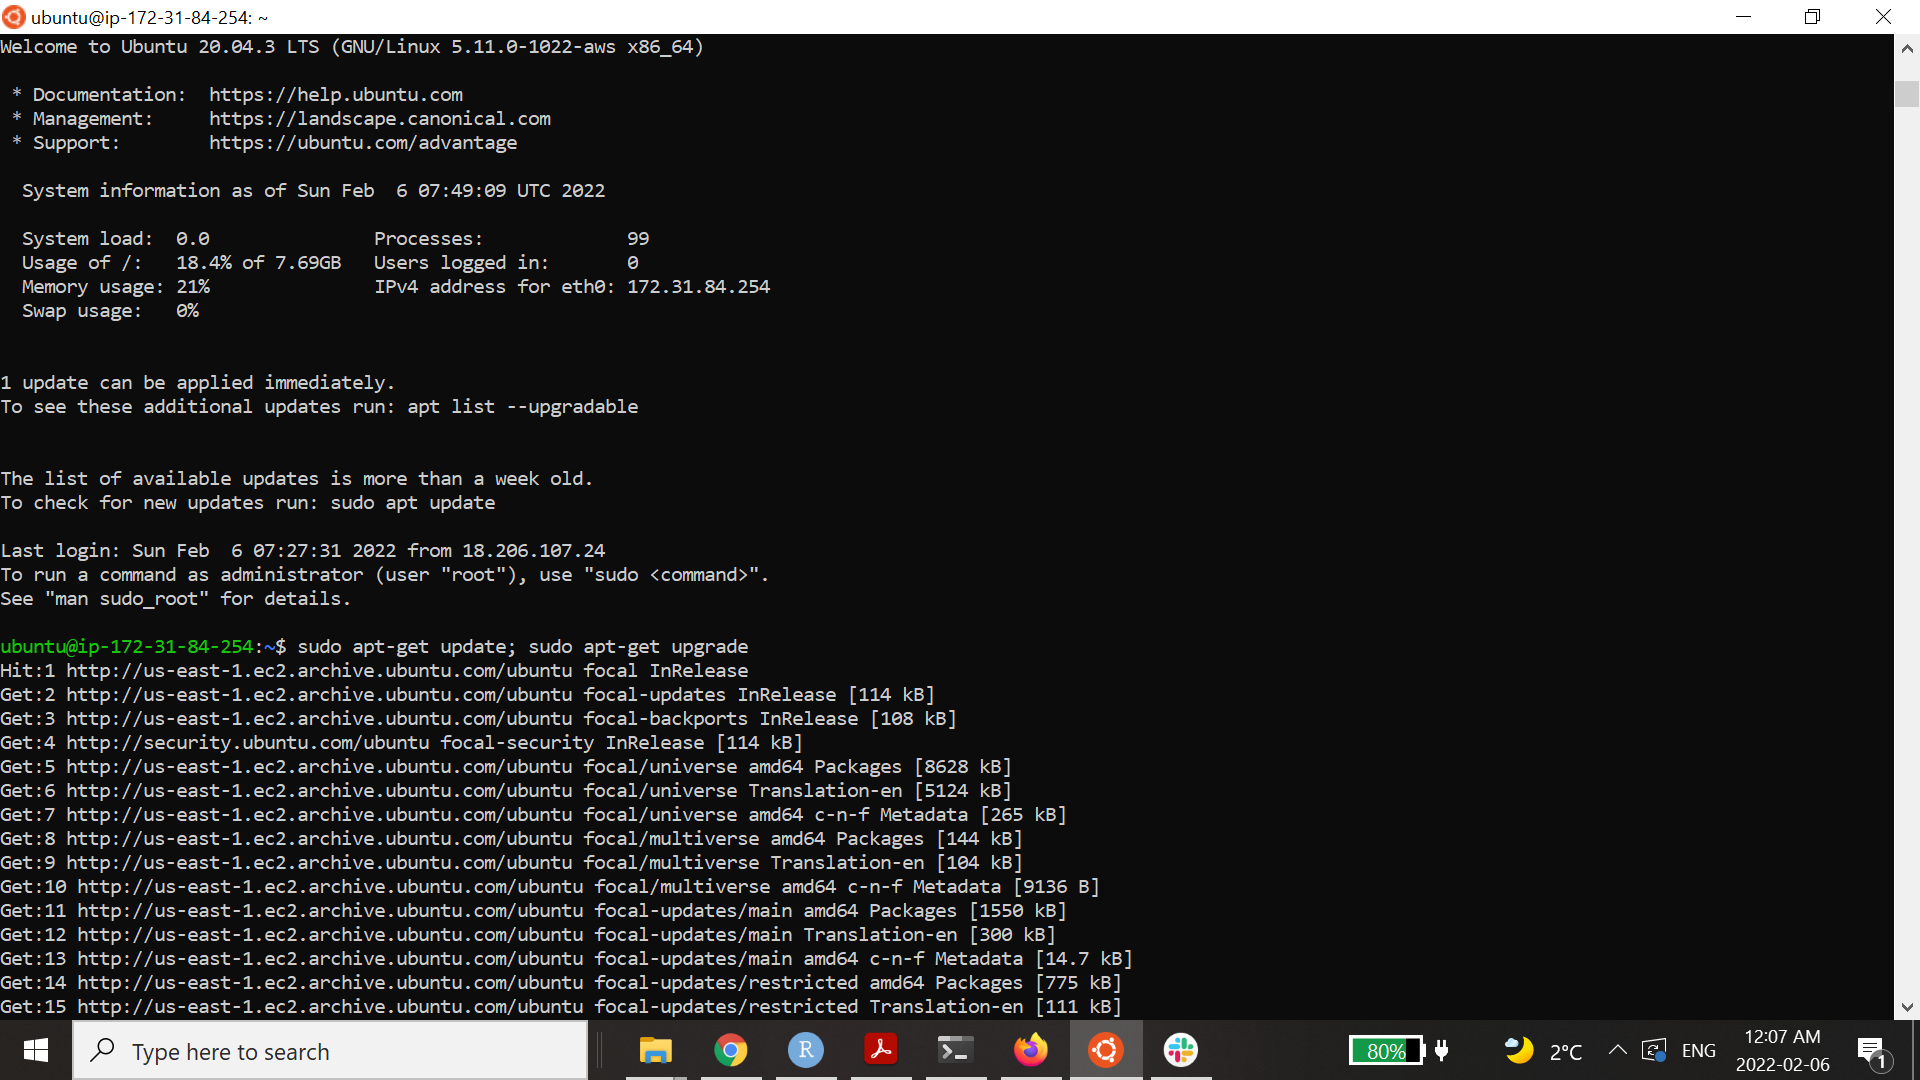 ubuntu@ip-172-31-84-254: ~
Welcome to Ubuntu 20.04.3 LTS (GNU/Linux 5.11.0-1022-aws x86_64)
* Documentation:  https://help.ubuntu.com
* Management:     https://landscape.canonical.com
* Support:        https://ubuntu.com/advantage
System information as of Sun Feb  6 07:49:09 UTC 2022
System load:  0.0               Processes:             99
Usage of /:   18.4% of 7.69GB   Users logged in:       0
Memory usage: 21%               IPv4 address for eth0: 172.31.84.254
Swap usage:   0%
1 update can be applied immediately.
To see these additional updates run: apt list --upgradable
The list of available updates is more than a week old.
To check for new updates run: sudo apt update
Last login: Sun Feb  6 07:27:31 2022 from 18.206.107.24
To run a command as administrator (user "root"), use "sudo <command>".
See "man sudo_root" for details.
ubuntu@ip-172-31-84-254:~$ sudo apt-get update; sudo apt-get upgrade
Hit:1 http://us-east-1.ec2.archive.ubuntu.com/ubuntu focal InRelease
Get:2 http://us-east-1.ec2.archive.ubuntu.com/ubuntu focal-updates InRelease [114 kB]
Get:3 http://us-east-1.ec2.archive.ubuntu.com/ubuntu focal-backports InRelease [108 kB]
Get:4 http://security.ubuntu.com/ubuntu focal-security InRelease [114 kB]
Get:5 http://us-east-1.ec2.archive.ubuntu.com/ubuntu focal/universe amd64 Packages [8628 kB]
Get:6 http://us-east-1.ec2.archive.ubuntu.com/ubuntu focal/universe Translation-en [5124 kB]
Get:7 http://us-east-1.ec2.archive.ubuntu.com/ubuntu focal/universe amd64 c-n-f Metadata [265 kB]
Get:8 http://us-east-1.ec2.archive.ubuntu.com/ubuntu focal/multiverse amd64 Packages [144 kB]
Get:9 http://us-east-1.ec2.archive.ubuntu.com/ubuntu focal/multiverse Translation-en [104 kB]
Get:10 http://us-east-1.ec2.archive.ubuntu.com/ubuntu focal/multiverse amd64 c-n-f Metadata [9136 B]
Get:11 http://us-east-1.ec2.archive.ubuntu.com/ubuntu focal-updates/main amd64 Packages [1550 kB]
Get:12 http://us-east-1.ec2.archive.ubuntu.com/ubuntu focal-updates/main Translation-en [300 kB]
Get:13 http://us-east-1.ec2.archive.ubuntu.com/ubuntu focal-updates/main amd64 c-n-f Metadata [14.7 kB]
Get:14 http://us-east-1.ec2.archive.ubuntu.com/ubuntu focal-updates/restricted amd64 Packages [775 kB]
Get:15 http://us-east-1.ec2.archive.ubuntu.com/ubuntu focal-updates/restricted Translation-en [111 kB]
Type here to search
R
80%
2°C
ENG
12:07 AM
2022-02-06
1